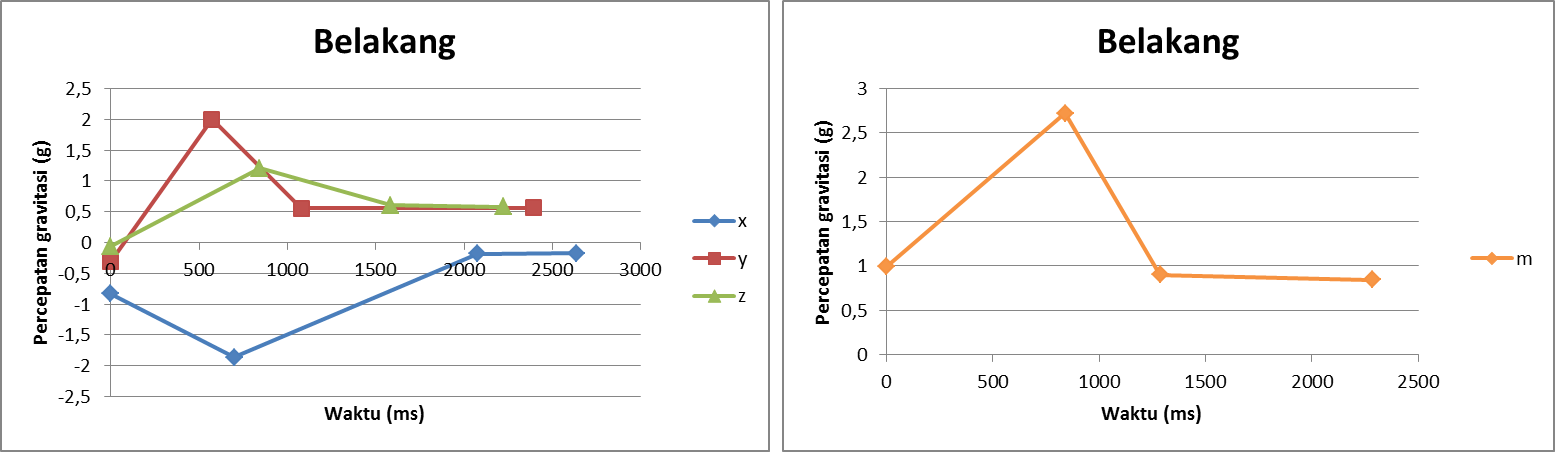 Belakang
Percepatan gravitasi (g)
2,5
2
1,5
1
0,5
0
-0,5
-1
-1,5
-2
-2,5
0 500 1000 1500 2000 2500 3000
Waktu (ms)
x
y
z
Belakang
Percepatan gravitasi (g)
3
2,5
2
1,5
1
0,5
0
0 500 1000 1500 2000 2500
Waktu (ms)
m